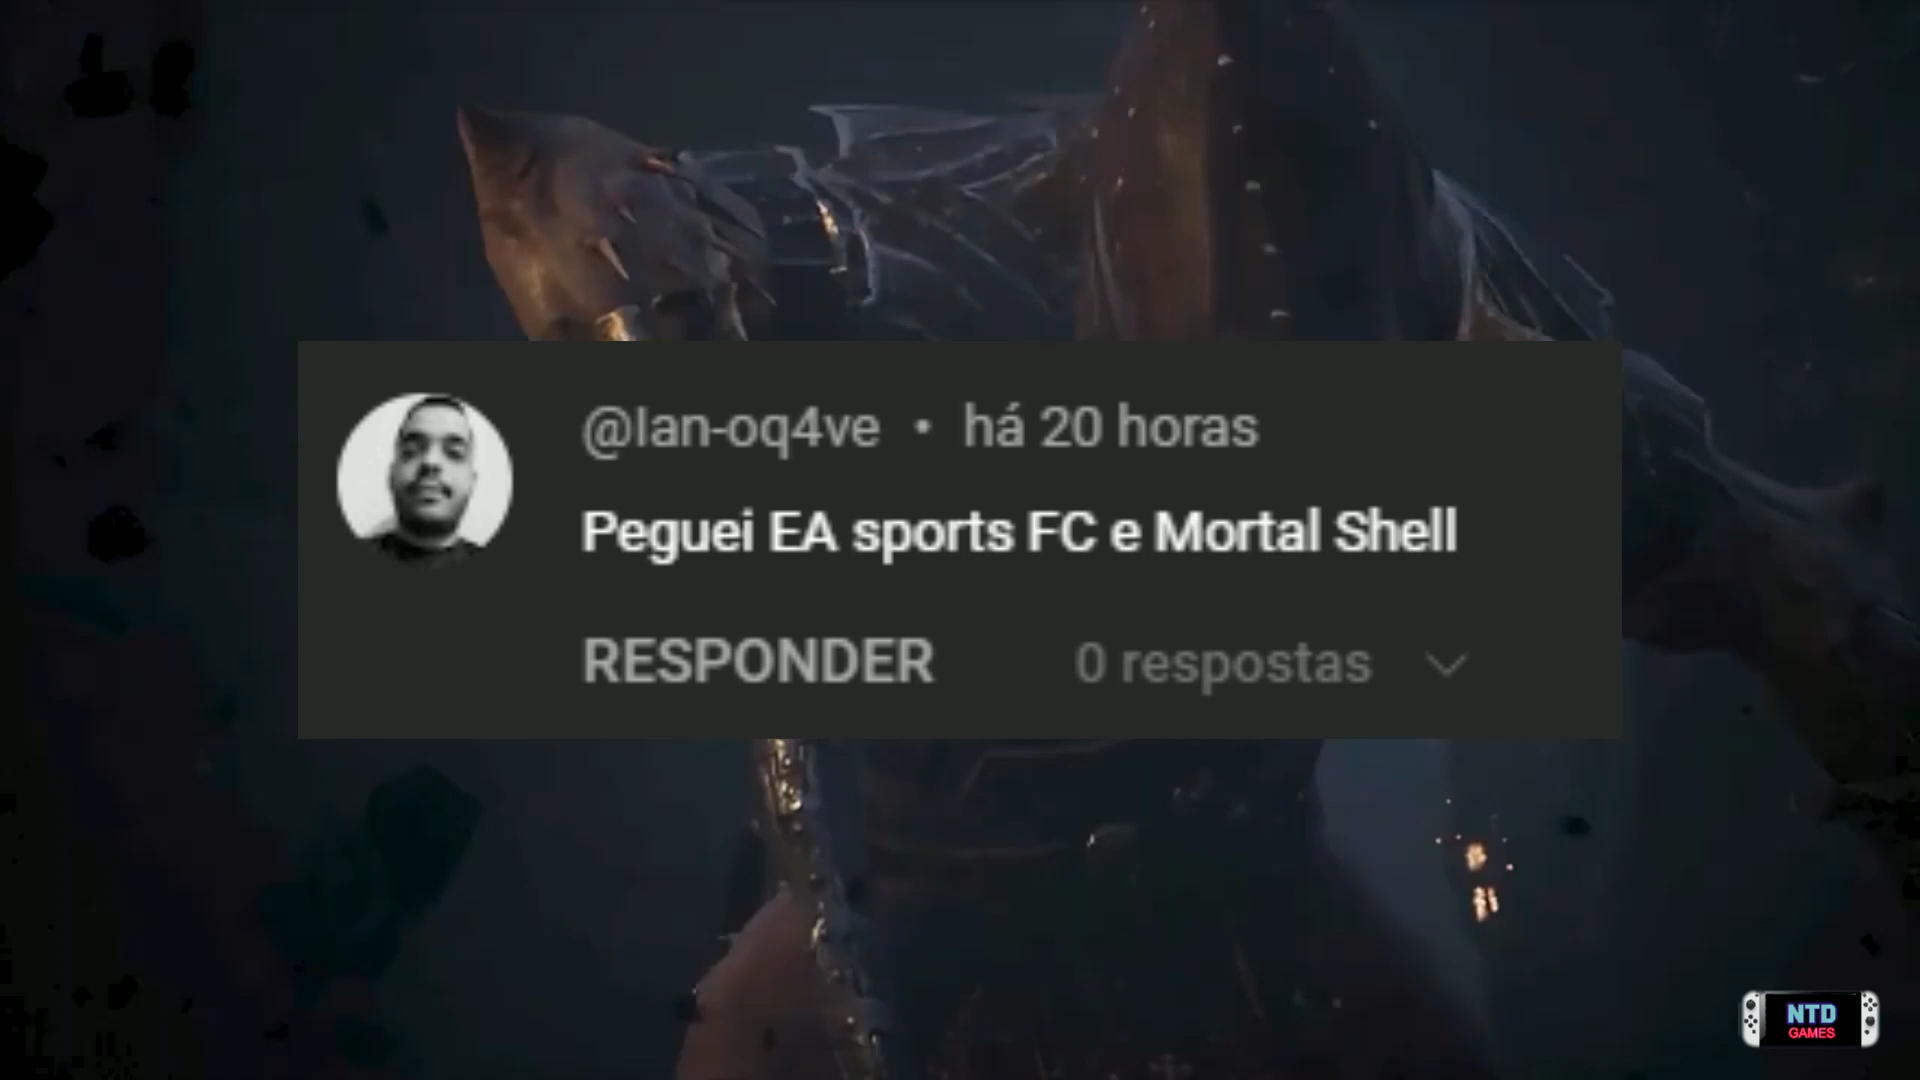 @Ian-oq4ve • há 20 horas
Peguei EA sports FC e Mortal Shell
RESPONDER 0 respostas
NTD
GAMES